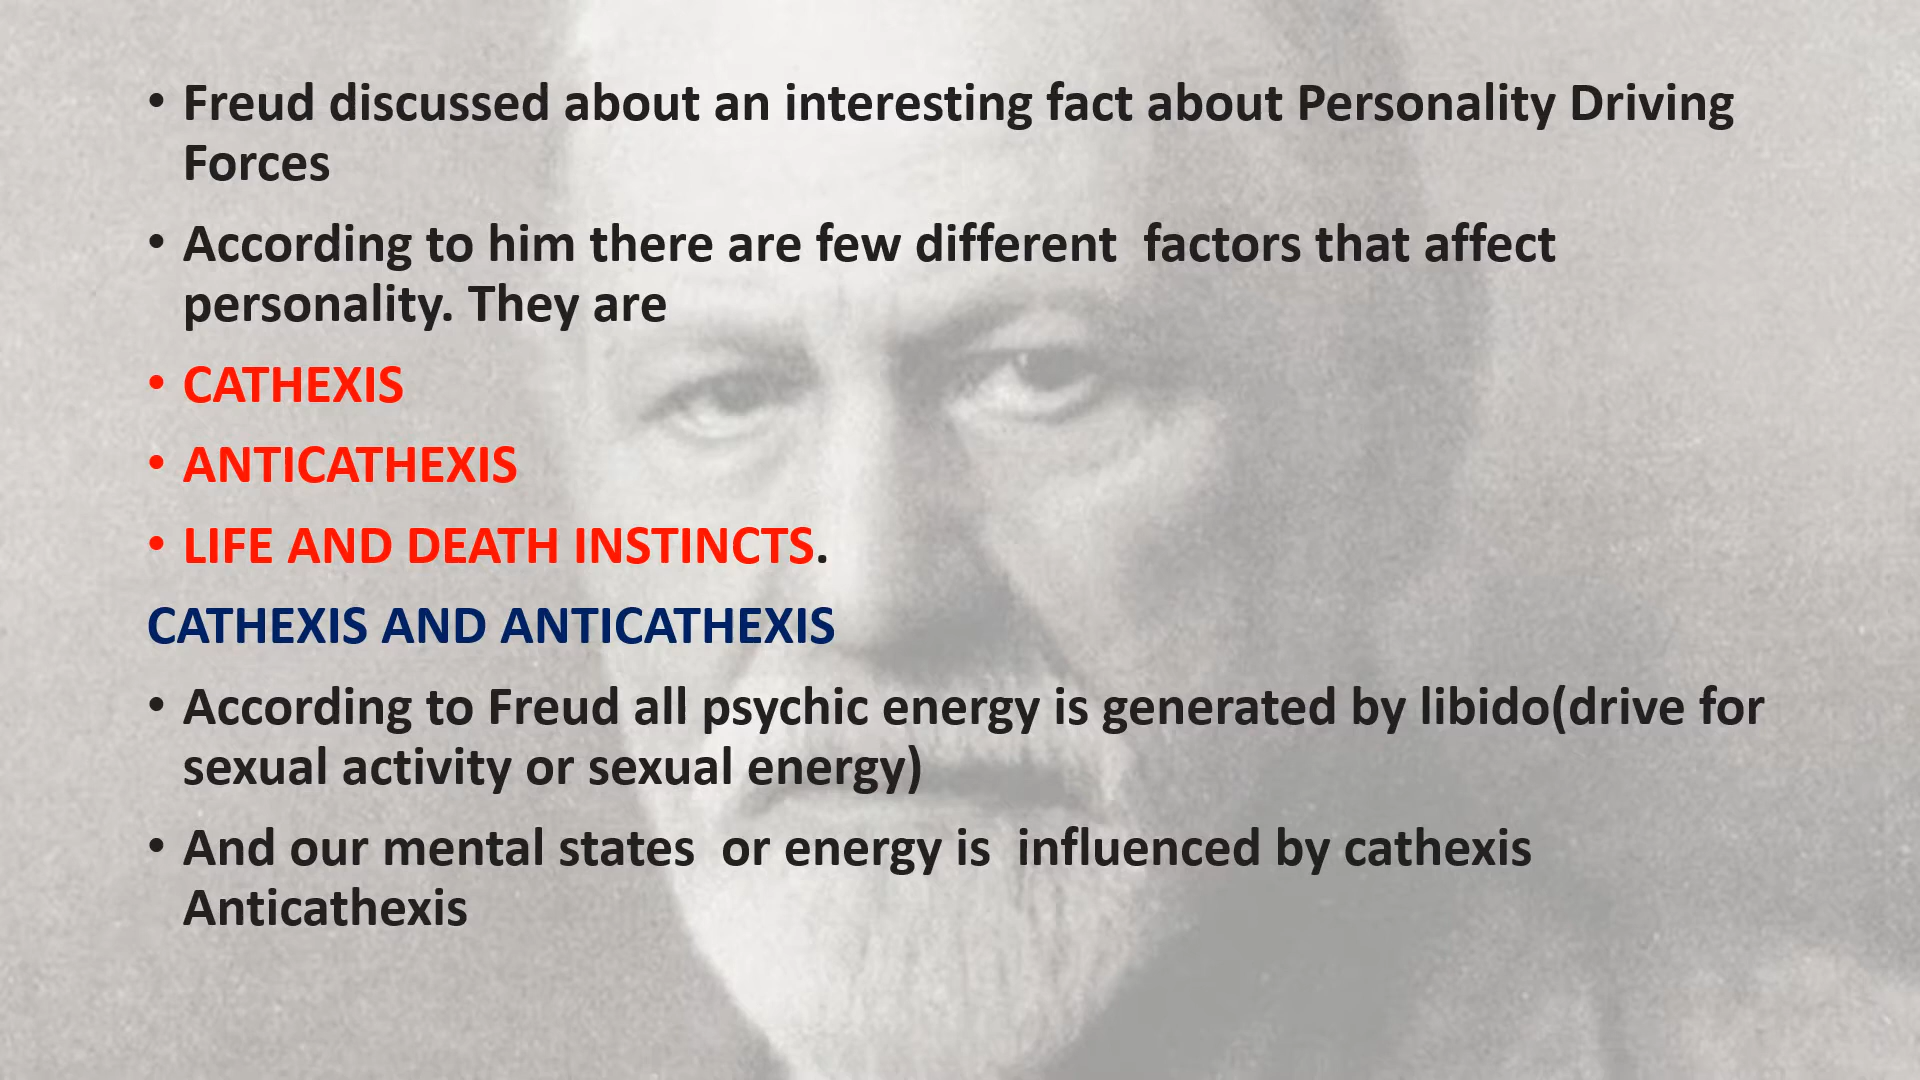 • Freud discussed about an interesting fact about Personality Driving
Forces
• According to him there are few different  factors that affect
personality. They are
• CATHEXIS
• ANTICATHEXIS
• LIFE AND DEATH INSTINCTS.
CATHEXIS AND ANTICATHEXIS
• According to Freud all psychic energy is generated by libido(drive for
sexual activity or sexual energy)
• And our mental states  or energy is  influenced by cathexis
Anticathexis